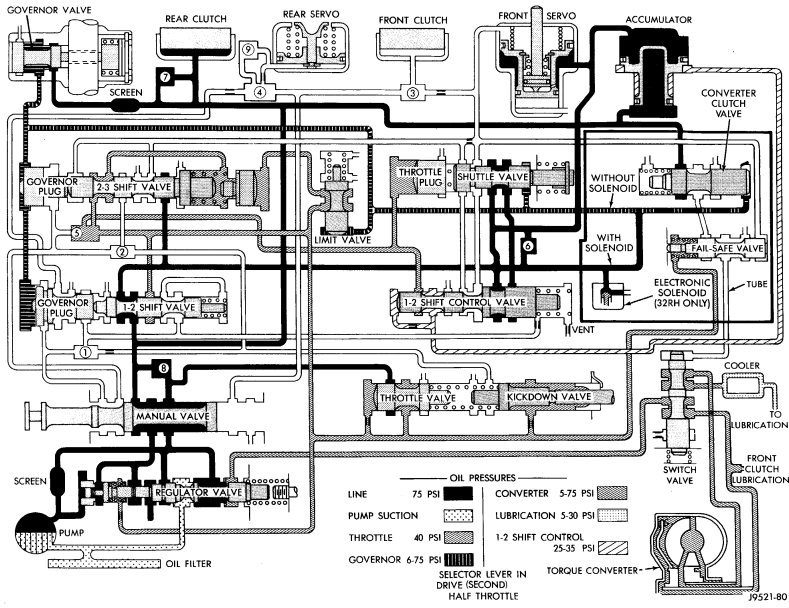 GOVERNOR VALVE
REAR CLUTCH
REAR SERVO
FRONT CLUTCH
FRONT
SERVO
ACCUMULATOR
9
7
4
3
SCREEN
CONVERTER
CLUTCH
VALVE
GOVERNOR
PLUG
2-3 SHIFT VALVE
THROTTLE
PLUG
SHUTTLE VALVE
WITHOUT
SOLENOID
5
LIMIT VALVE
2
6
WITH
SOLENOID
FAIL-SAFE VALVE
ELECTRONIC
SOLENOID
(32RH ONLY)
TUBE
GOVERNOR
PLUG
1-2 SHIFT VALVE
1-2 SHIFT CONTROL VALVE
VENT
1
8
MANUAL VALVE
THROTTLE VALVE
KICKDOWN VALVE
COOLER
TO
LUBRICATION
SCREEN
REGULATOR VALVE
SWITCH
VALVE
FRONT
CLUTCH
LUBRICATION
PUMP
OIL FILTER
OIL PRESSURES
LINE 75 PSI
PUMP SUCTION
THROTTLE 40 PSI
GOVERNOR 6-75 PSI
CONVERTER 5-75 PSI
LUBRICATION 5-30 PSI
1-2 SHIFT CONTROL
25-35 PSI
SELECTOR LEVER IN
DRIVE (SECOND)
HALF THROTTLE
TORQUE CONVERTER
J9521-80